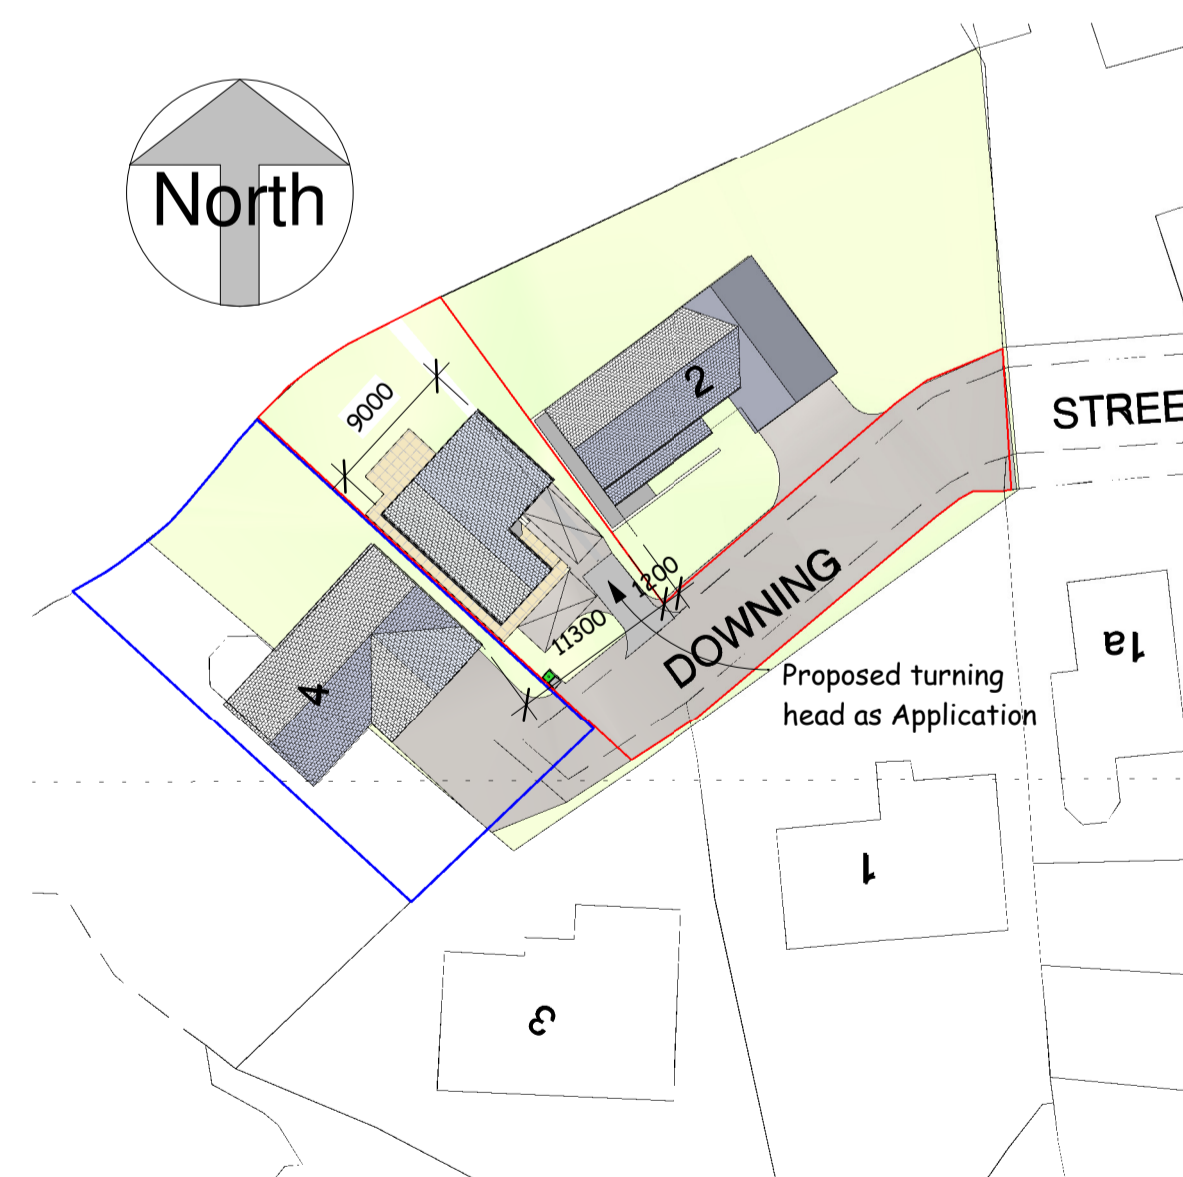 North
9000
2
STREE
1200
DOWNING
11300
1a
Proposed turning
head as Application
4
1
3